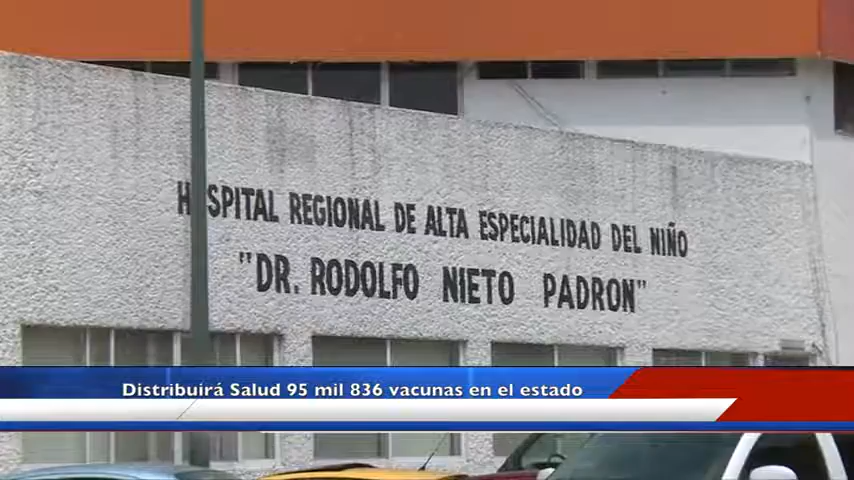 HOSPITAL REGIONAL DE ALTA ESPECIALIDAD DEL NIÑO
"DR. RODOLFO NIETO PADRON"
Distribuirá Salud 95 mil 836 vacunas en el estado